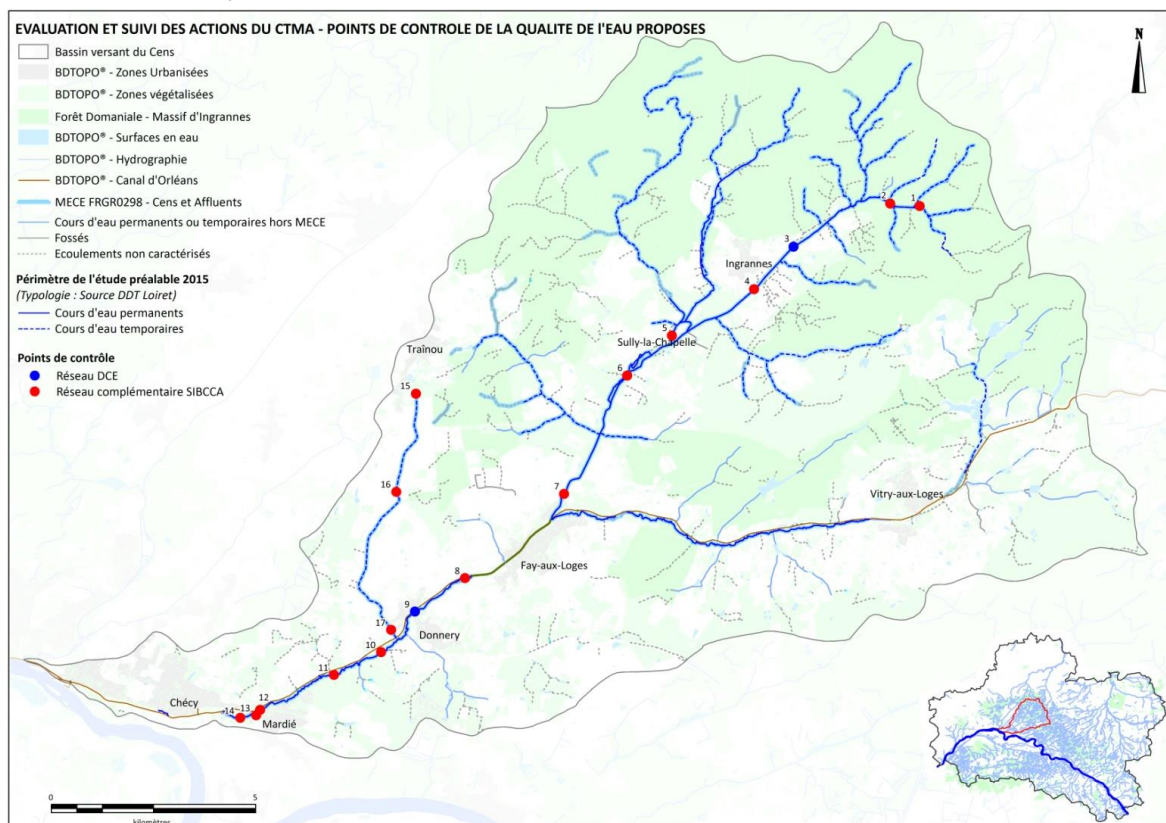 EVALUATION ET SUIVI DES ACTIONS DU CTMA - POINTS DE CONTROLE DE LA QUALITE DE l'EAU PROPOSES
Bassin versant du Cens
BDTOPO® - Zones Urbanisées
BDTOPO® - Zones végétalisées
Forêt Domaniale - Massif d'Ingrannes
BDTOPO® - Surfaces en eau
BDTOPO® - Hydrographie
BDTOPO® - Canal d'Orléans
MECE FRGR0298 - Cens et Affluents
Cours d'eau permanents ou temporaires hors MECE
Fossés
Ecoulements non caractérisés
Périmètre de l'étude préalable 2015
(Typologie : Source DDT Loiret)
Cours d'eau permanents
Cours d'eau temporaires
Points de contrôle
Réseau DCE
Réseau complémentaire SIBCCA
N
2
1
3
Ingrannes
4
5
Sully-la-Chapelle
6
Traînou
15
16
7
Vitry-aux-Loges
Fay-aux-Loges
8
9
17
Donnery
10
11
Chécy
12
13
14
Mardié
0
5
kilomètres